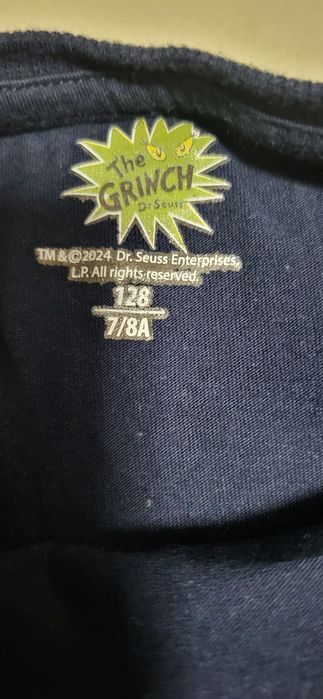 The
GRINCH
Dr. Seuss
TM & ©2024 Dr. Seuss Enterprises,
L.P. All rights reserved.
128
7/8A